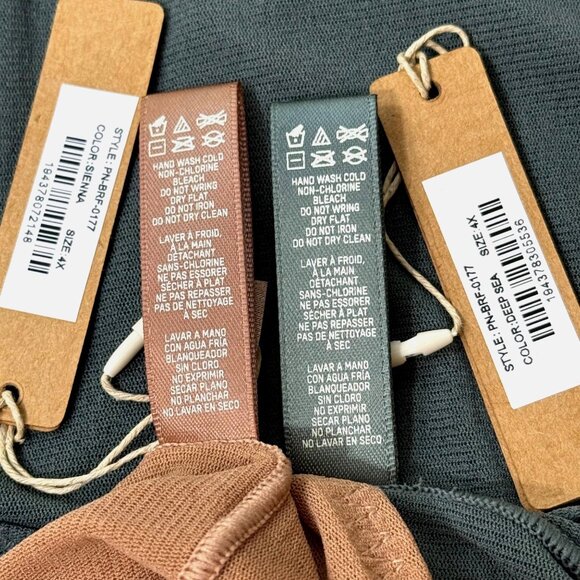 STYLE: PN-BRF-0177
COLOR:SIENNA
SIZE:4X
194378072148
HAND WASH COLD
NON-CHLORINE
BLEACH
DO NOT WRING
DRY FLAT
DO NOT IRON
DO NOT DRY CLEAN
LAVER À FROID,
À LA MAIN
DÉTACHANT
SANS-CHLORINE
NE PAS ESSORER
SÉCHER À PLAT
NE PAS REPASSER
PAS DE NETTOYAGE
À SEC
LAVAR A MANO
CON AGUA FRÍA
BLANQUEADOR
SIN CLORO
NO EXPRIMIR
SECAR PLANO
NO PLANCHAR
NO LAVAR EN SECO
HAND WASH COLD
NON-CHLORINE
BLEACH
DO NOT WRING
DRY FLAT
DO NOT IRON
DO NOT DRY CLEAN
LAVER À FROID,
À LA MAIN
DÉTACHANT
SANS-CHLORINE
NE PAS ESSORER
SÉCHER À PLAT
NE PAS REPASSER
PAS DE NETTOYAGE
À SEC
LAVAR A MANO
CON AGUA FRÍA
BLANQUEADOR
SIN CLORO
NO EXPRIMIR
SECAR PLANO
NO PLANCHAR
NO LAVAR EN SECO
STYLE: PN-BRF-0177
COLOR:DEEP SEA
SIZE:4X
194378305536